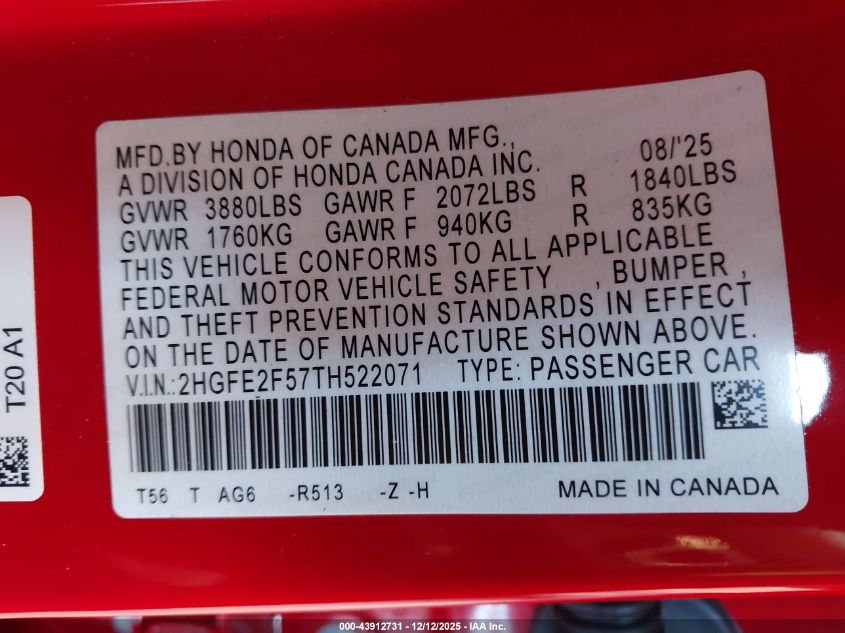 MFD.BY HONDA OF CANADA MFG., 08/'25
A DIVISION OF HONDA CANADA INC.
GVWR 3880LBS GAWR F 2072LBS R 1840LBS
GVWR 1760KG GAWR F 940KG R 835KG
THIS VEHICLE CONFORMS TO ALL APPLICABLE
FEDERAL MOTOR VEHICLE SAFETY , BUMPER ,
AND THEFT PREVENTION STANDARDS IN EFFECT
ON THE DATE OF MANUFACTURE SHOWN ABOVE.
V.I.N.:2HGFE2F57TH522071 TYPE: PASSENGER CAR
T56 T AG6 -R513 -Z -H MADE IN CANADA
T20 A1
000-43912731 - 12/12/2025 - IAA Inc.